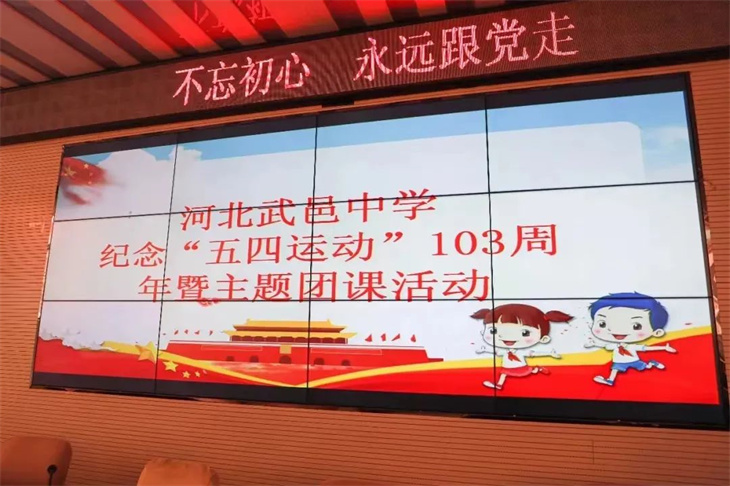 不忘初心 永远跟党走
河北武邑中学
纪念“五四运动”103周
年暨主题团课活动